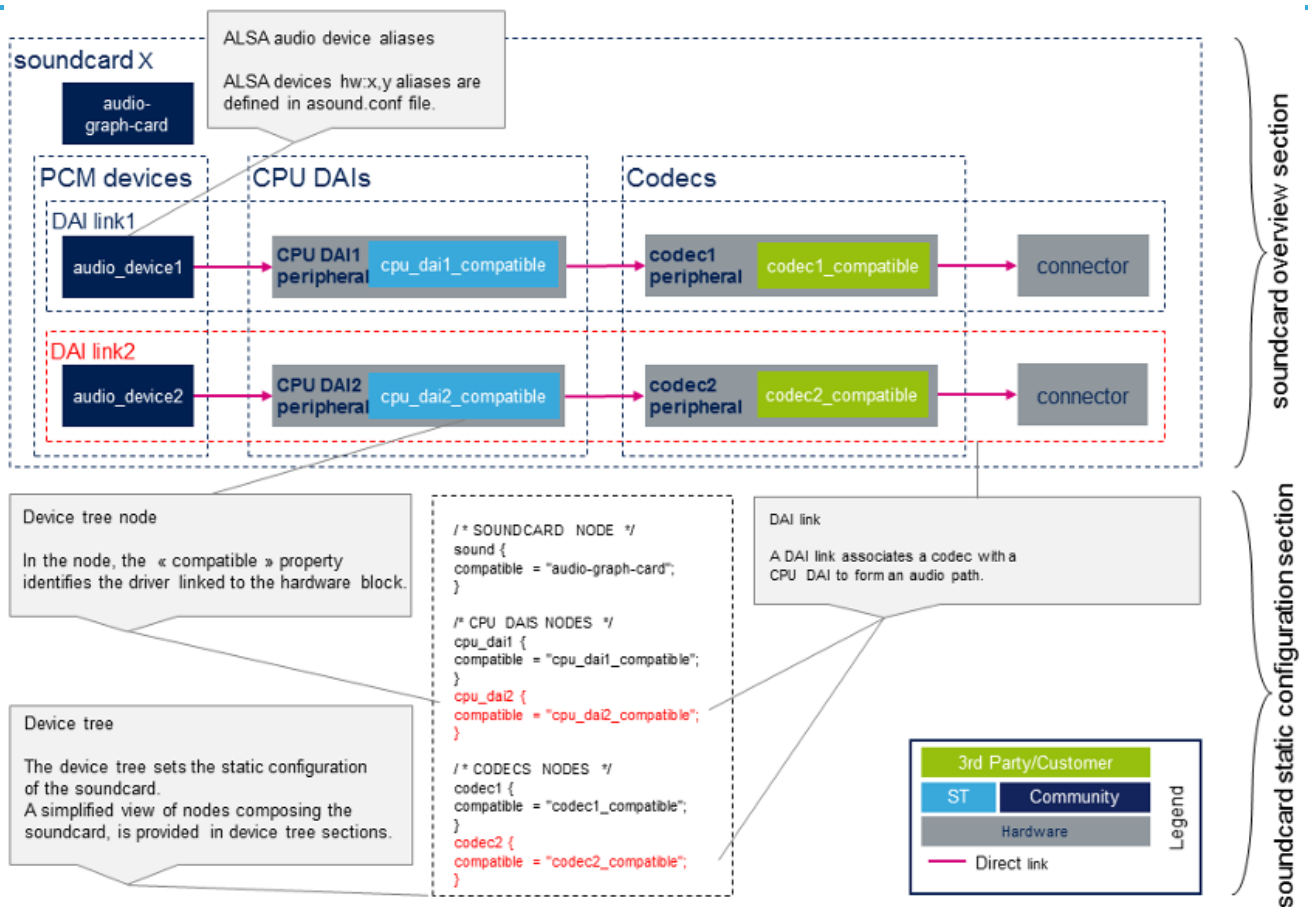 ALSA audio device aliases
ALSA devices hw:x,y aliases are
defined in asound.conf file.
soundcard X
audio-
graph-card
PCM devices
CPU DAIs
Codecs
DAI link1
audio_device1
CPU DAI1
peripheral
cpu_dai1_compatible
codec1
peripheral
codec1_compatible
connector
DAI link2
audio_device2
CPU DAI2
peripheral
cpu_dai2_compatible
codec2
peripheral
codec2_compatible
connector
soundcard overview section
Device tree node
In the node, the « compatible » property
identifies the driver linked to the hardware block.
Device tree
The device tree sets the static configuration
of the soundcard.
A simplified view of nodes composing the
soundcard, is provided in device tree sections.
/* SOUNDCARD NODE */
sound {
compatible = "audio-graph-card";
}
/* CPU DAIS NODES */
cpu_dai1 {
compatible = "cpu_dai1_compatible";
}
cpu_dai2 {
compatible = "cpu_dai2_compatible";
}
/* CODECS NODES */
codec1 {
compatible = "codec1_compatible";
}
codec2 {
compatible = "codec2_compatible";
}
DAI link
A DAI link associates a codec with a
CPU DAI to form an audio path.
3rd Party/Customer
ST
Community
Hardware
Direct link
Legend
soundcard static configuration section